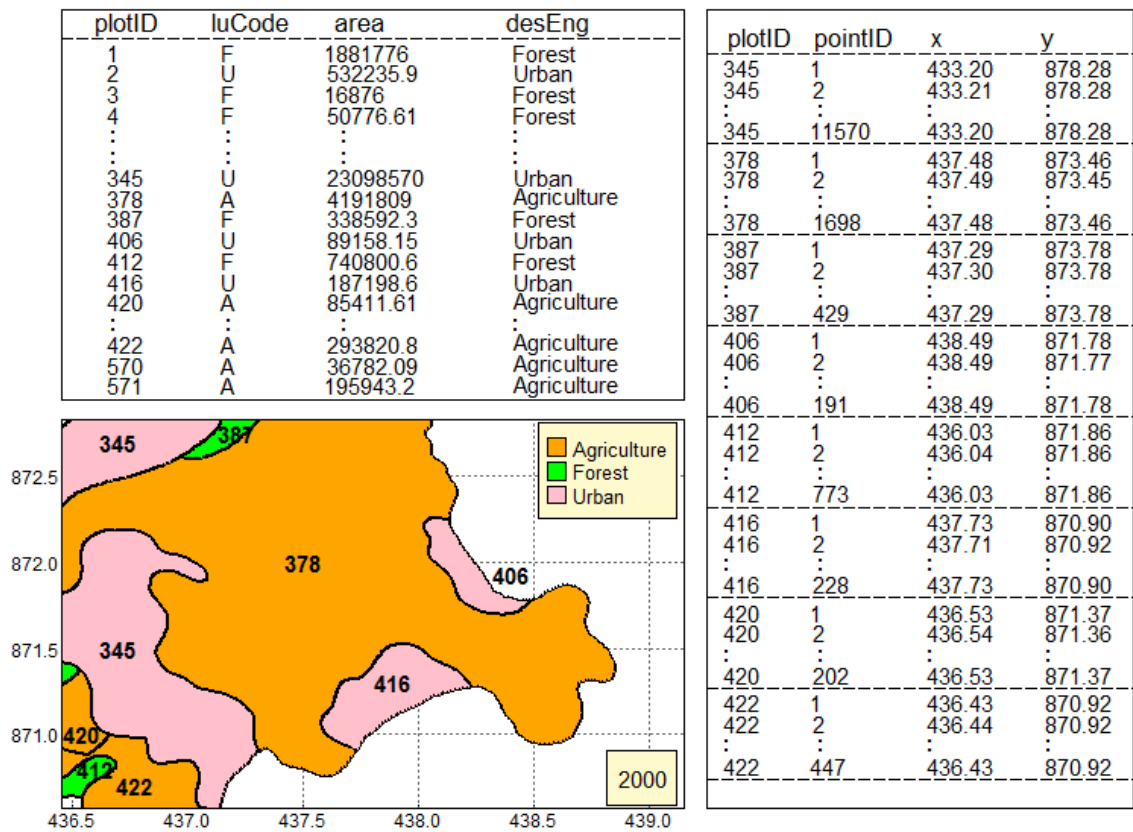 plotID luCode area desEng
1 F 1881776 Forest
2 U 532235.9 Urban
3 F 16876 Forest
4 F 50776.61 Forest
: : : :
: : : :
345 U 23098570 Urban
378 A 4191809 Agriculture
387 F 338592.3 Forest
406 U 89158.15 Urban
412 F 740800.6 Forest
416 U 187198.6 Urban
420 A 85411.61 Agriculture
: : : :
422 A 293820.8 Agriculture
570 A 36782.09 Agriculture
571 A 195943.2 Agriculture
plotID pointID x y
345 1 433.20 878.28
345 2 433.21 878.28
: : : :
345 11570 433.20 878.28
378 1 437.48 873.46
378 2 437.49 873.45
: : : :
378 1698 437.48 873.46
387 1 437.29 873.78
387 2 437.30 873.78
: : : :
387 429 437.29 873.78
406 1 438.49 871.78
406 2 438.49 871.77
: : : :
406 191 438.49 871.78
412 1 436.03 871.86
412 2 436.04 871.86
: : : :
412 773 436.03 871.86
416 1 437.73 870.90
416 2 437.71 870.92
: : : :
416 228 437.73 870.90
420 1 436.53 871.37
420 2 436.54 871.36
: : : :
420 202 436.53 871.37
422 1 436.43 870.92
422 2 436.44 870.92
: : : :
422 447 436.43 870.92
345
387
Agriculture
Forest
Urban
872.5
872.0
871.5
871.0
378
406
345
416
420
412
422
2000
436.5 437.0 437.5 438.0 438.5 439.0